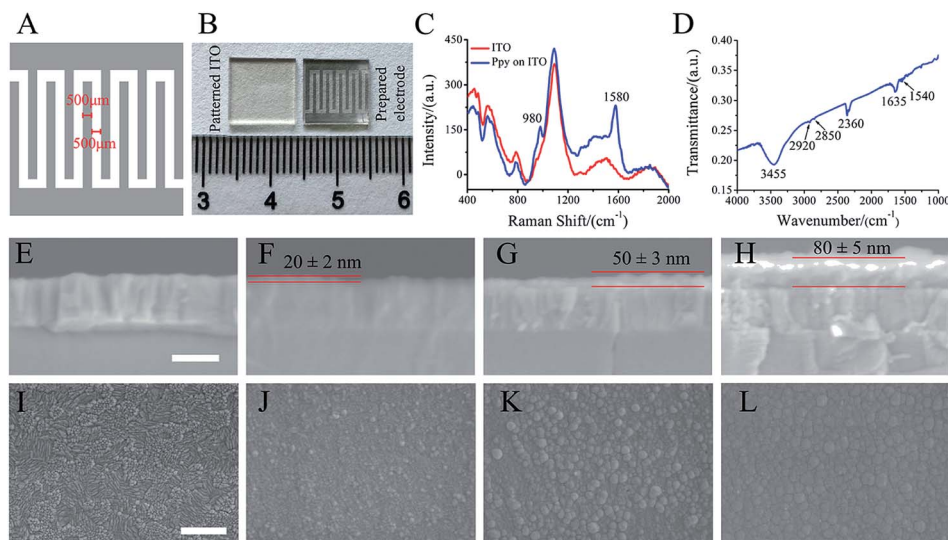 A
500μm
500μm
B
Patterned ITO
Prepared
electrode
3 4 5 6
C
Intensity/(a.u.)
450
300
225
150
0
ITO
Ppy on ITO
980
1580
400 800 1200 1600 2000
Raman Shift/(cm⁻¹)
D
Transmittance/(a.u.)
0.40
0.35
0.30
0.25
0.20
0.15
3455
2920
2850
2360
1635
1540
4000 3500 3000 2500 2000 1500 1000
Wavenumber/(cm⁻¹)
E
F
20 ± 2 nm
G
50 ± 3 nm
H
80 ± 5 nm
I
J
K
L